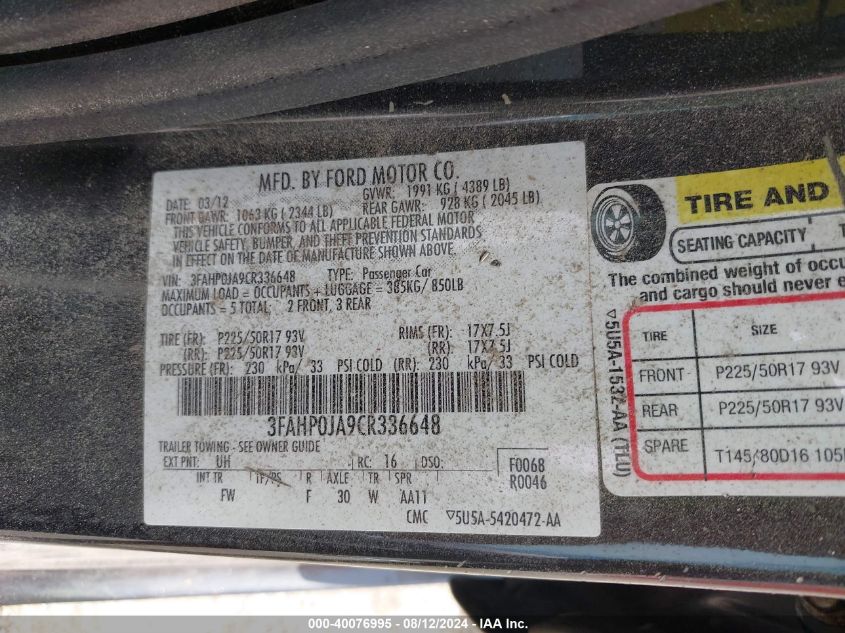 MFD. BY FORD MOTOR CO.
DATE: 03/12 GVWR: 1991 KG ( 4389 LB)
FRONT GAWR: 1063 KG ( 2344 LB) REAR GAWR: 928 KG ( 2045 LB)
THIS VEHICLE CONFORMS TO ALL APPLICABLE FEDERAL MOTOR
VEHICLE SAFETY, BUMPER, AND THEFT PREVENTION STANDARDS
IN EFFECT ON THE DATE OF MANUFACTURE SHOWN ABOVE.
VIN: 3FAHP0JA9CR336648 TYPE: Passenger Car
MAXIMUM LOAD = OCCUPANTS + LUGGAGE = 385KG/ 850LB
OCCUPANTS = 5 TOTAL: 2 FRONT, 3 REAR
TIRE (FR): P225/50R17 93V RIMS (FR): 17X7.5J
(RR): P225/50R17 93V (RR): 17X7.5J
PRESSURE (FR): 230 kPa/ 33 PSI COLD (RR): 230 kPa/ 33 PSI COLD
3FAHP0JA9CR336648
TRAILER TOWING - SEE OWNER GUIDE
EXT PNT: UH RC: 16 DSO: F0068
INT TR TP/PS R AXLE TR SPR R0046
FW F 30 W AA11
CMC ▽5U5A-5420472-AA
TIRE AND
SEATING CAPACITY
The combined weight of occu
and cargo should never e
▽5U5A-1532-AA (TLU)
TIRE SIZE
FRONT P225/50R17 93V
REAR P225/50R17 93V
SPARE T145/80D16 105
000-40076995 - 08/12/2024 - IAA Inc.